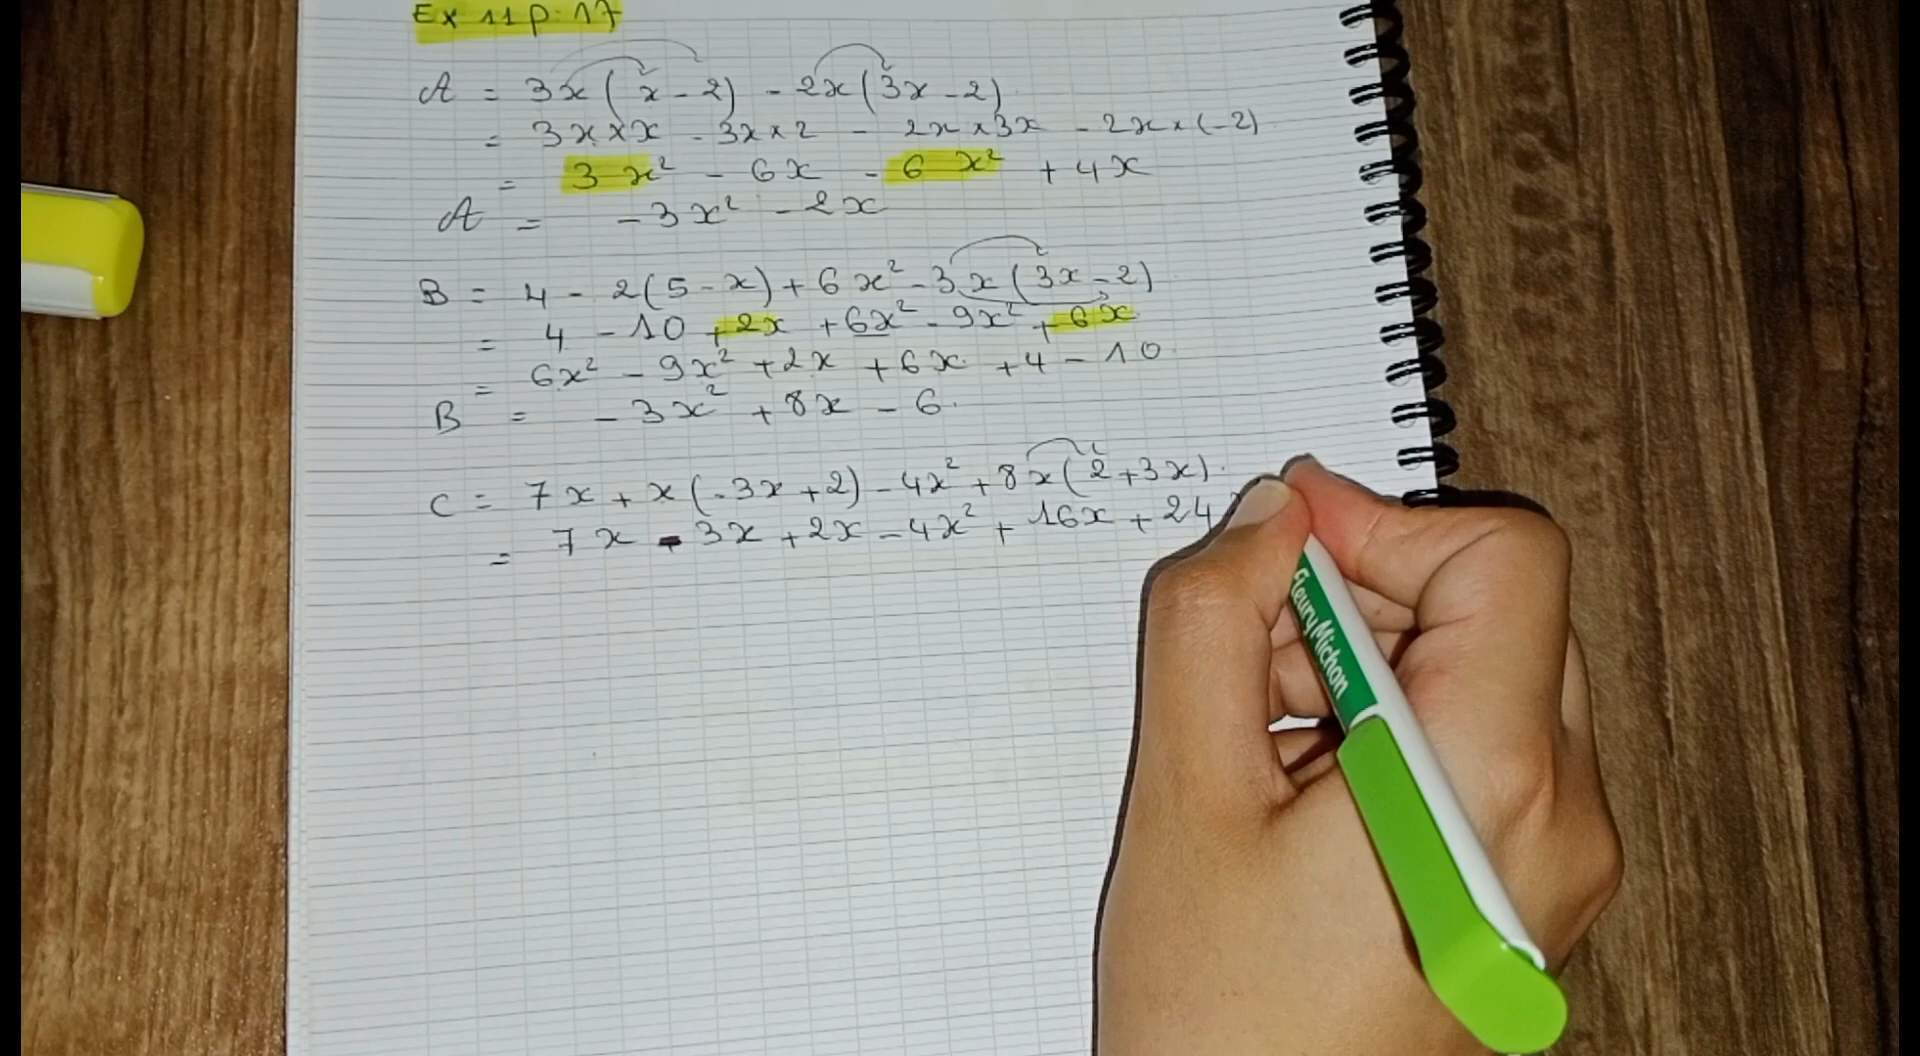 Ex 11 p. 17
A = 3x(x-2) - 2x(3x-2)
= 3x×x - 3x×2 - 2x×3x - 2x×(-2)
= 3x² - 6x - 6x² + 4x
A = -3x² - 2x
B = 4 - 2(5-x) + 6x² - 3x(3x-2)
= 4 - 10 + 2x + 6x² - 9x² + 6x
= 6x² - 9x² + 2x + 6x + 4 - 10
B = -3x² + 8x - 6.
C = 7x + x(-3x+2) - 4x² + 8x(2+3x).
= 7x - 3x + 2x - 4x² + 16x + 24
Fleury Michon